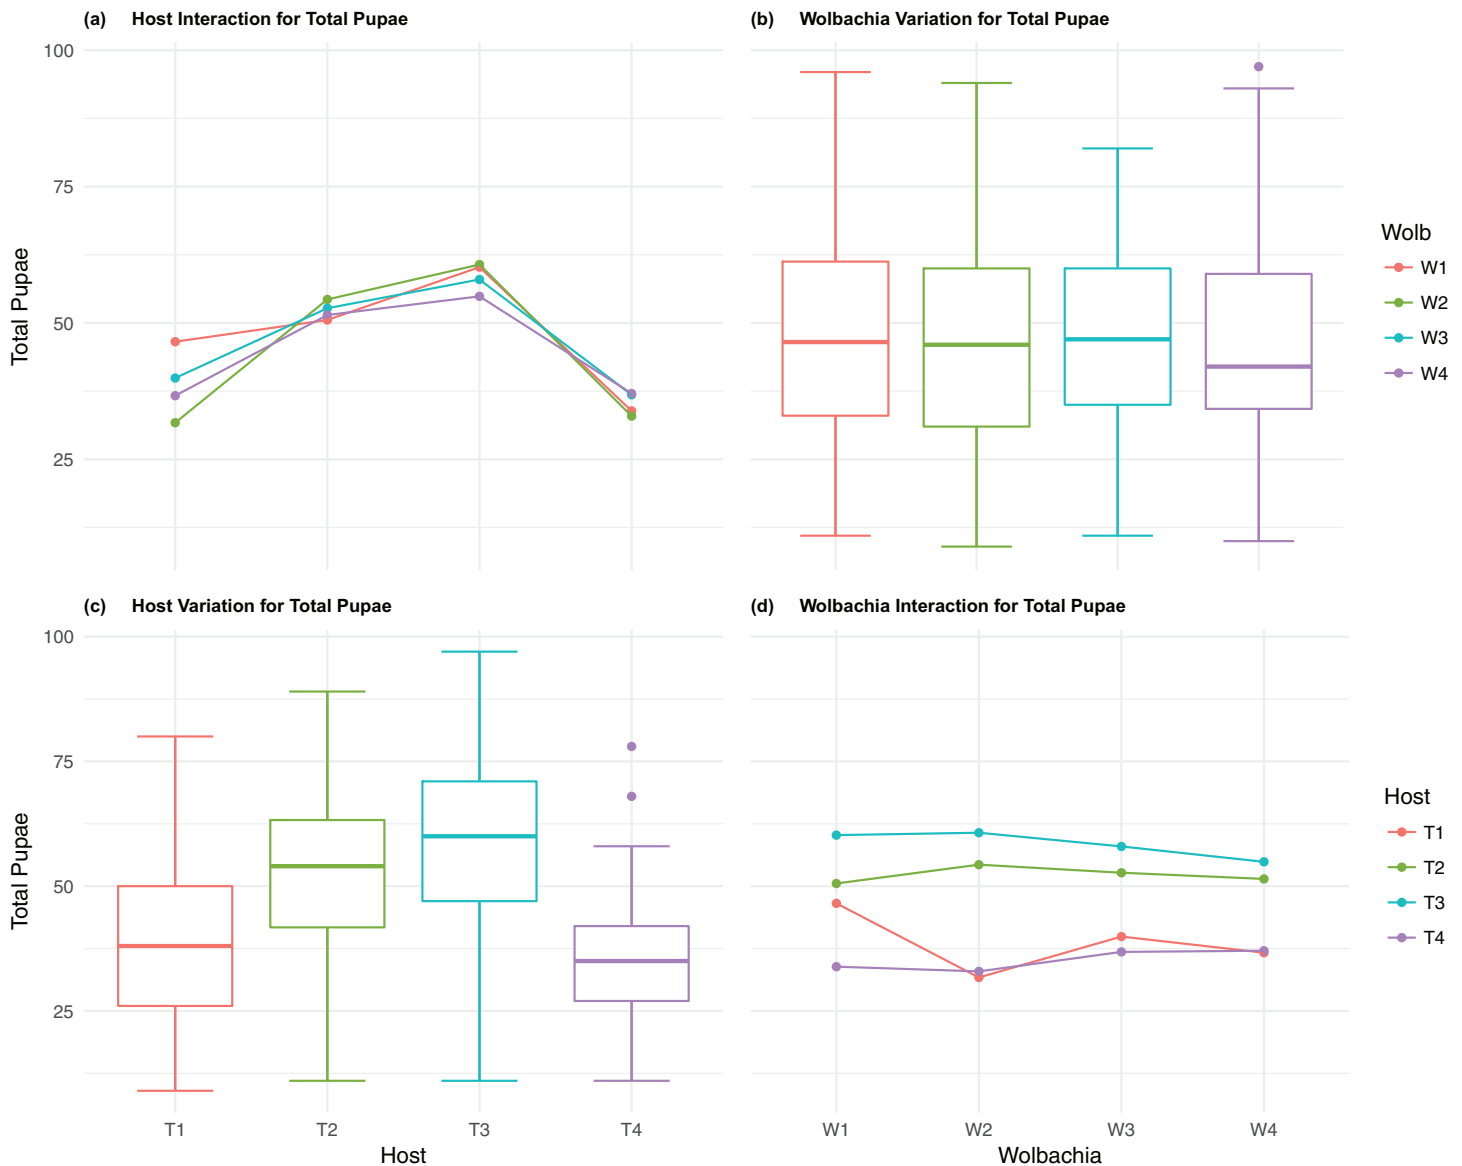 (a) Host Interaction for Total Pupae
(b) Wolbachia Variation for Total Pupae
100
75
50
25
Total Pupae
Wolb
W1
W2
W3
W4
(c) Host Variation for Total Pupae
(d) Wolbachia Interaction for Total Pupae
100
75
50
25
Total Pupae
T1 T2 T3 T4
Host
W1 W2 W3 W4
Wolbachia
Host
T1
T2
T3
T4